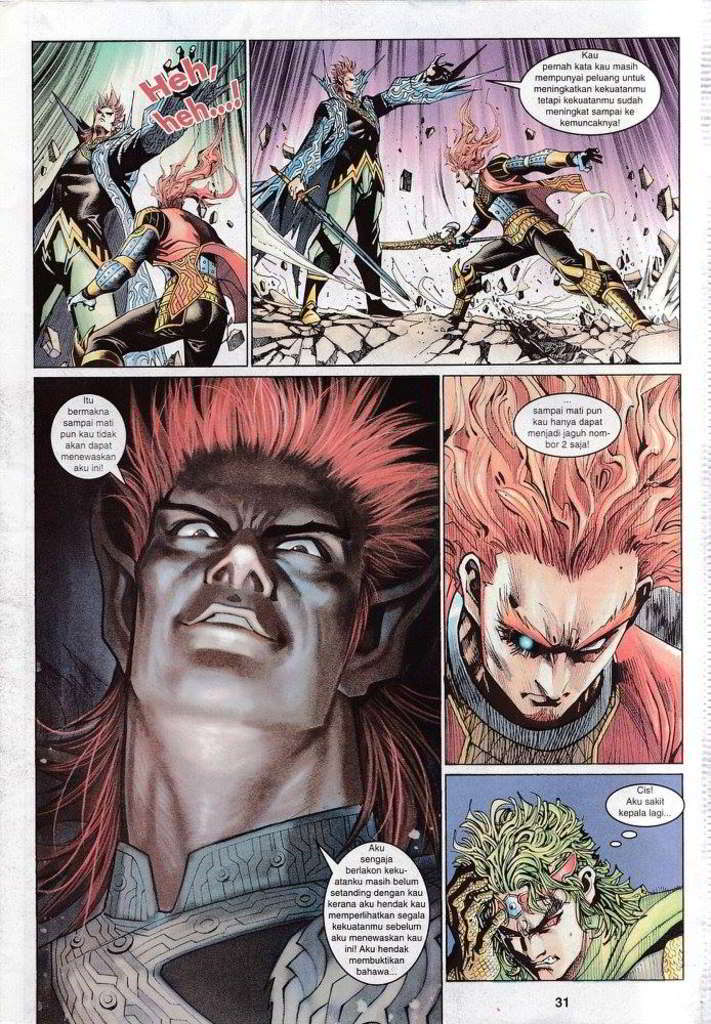 Heh,
heh....!
Kau
pernah kata kau masih
mempunyai peluang untuk
meningkatkan kekuatanmu
tetapi kekuatanmu sudah
meningkat sampai ke
kemuncaknya!
Itu
bermakna
sampai mati
pun kau tidak
akan dapat
menewaskan
aku ini!
Aku
sengaja
berlakon keku-
atanku masih belum
setanding dengan kau
kerana aku hendak kau
memperlihatkan segala
kekuatanmu sebelum
aku menewaskan kau
ini! Aku hendak
membuktikan
bahawa...
...
sampai mati pun
kau hanya dapat
menjadi jaguh nom-
bor 2 saja!
Cis!
Aku sakit
kepala lagi...
31